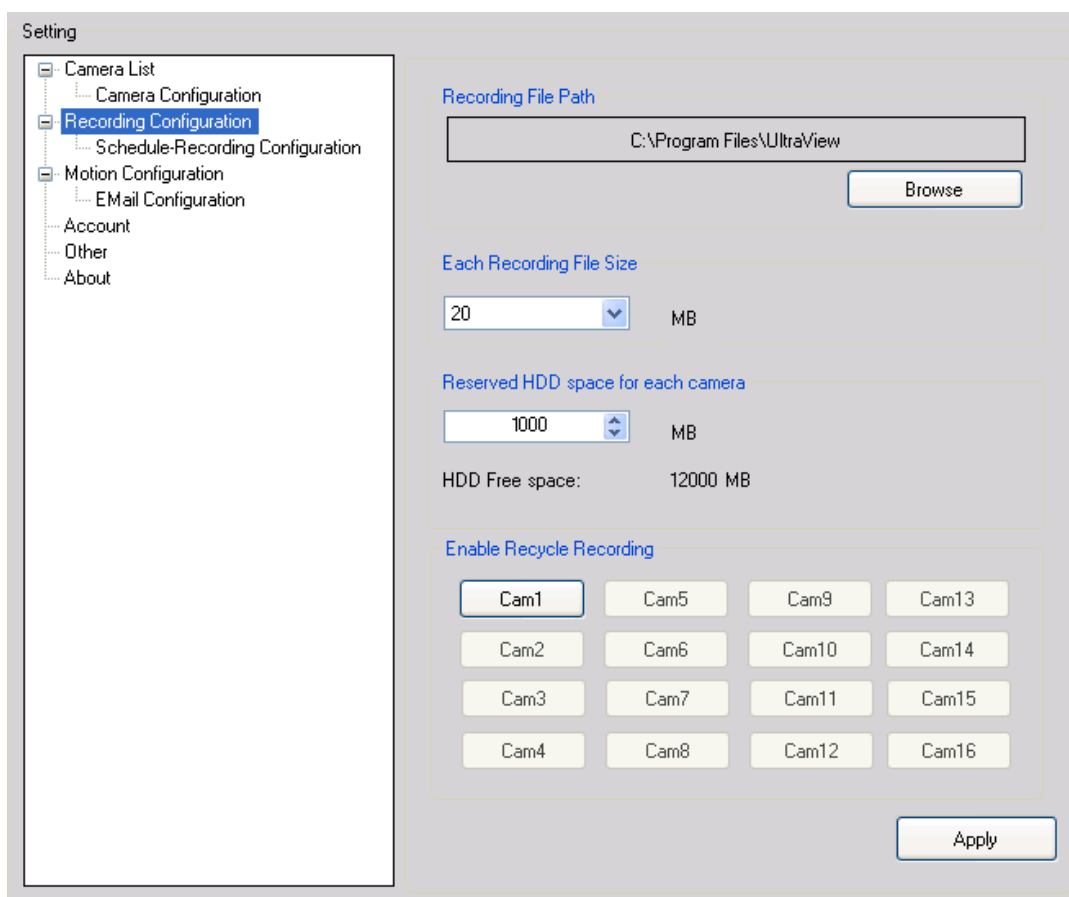 Setting
Camera List
Camera Configuration
Recording Configuration
Schedule-Recording Configuration
Motion Configuration
EMail Configuration
Account
Other
About
Recording File Path
C:\Program Files\UltraView
Browse
Each Recording File Size
20 MB
Reserved HDD space for each camera
1000 MB
HDD Free space: 12000 MB
Enable Recycle Recording
Cam1 Cam5 Cam9 Cam13
Cam2 Cam6 Cam10 Cam14
Cam3 Cam7 Cam11 Cam15
Cam4 Cam8 Cam12 Cam16
Apply